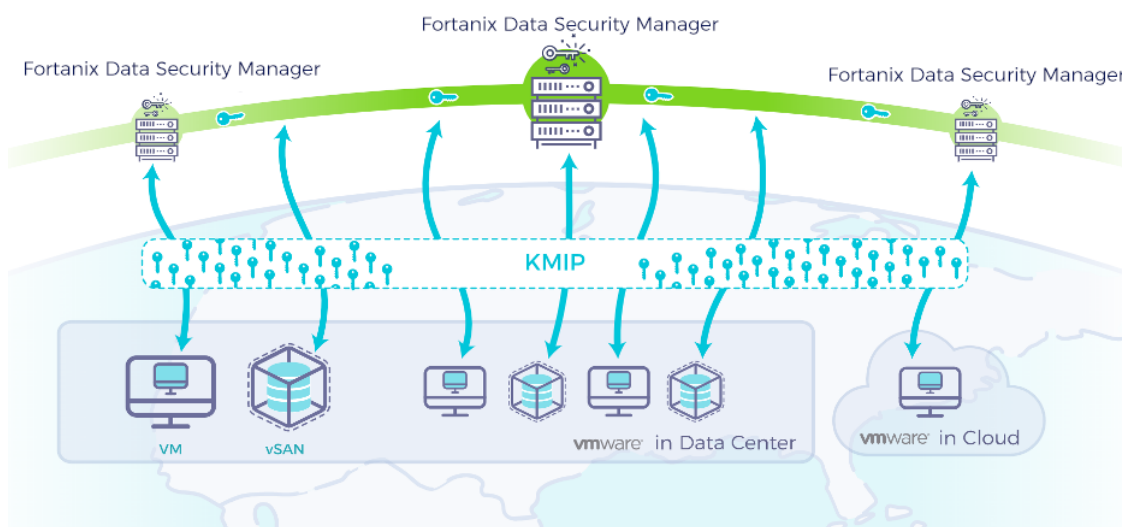 Fortanix Data Security Manager
Fortanix Data Security Manager
Fortanix Data Security Manager
KMIP
VM
vSAN
vmware® in Data Center
vmware® in Cloud